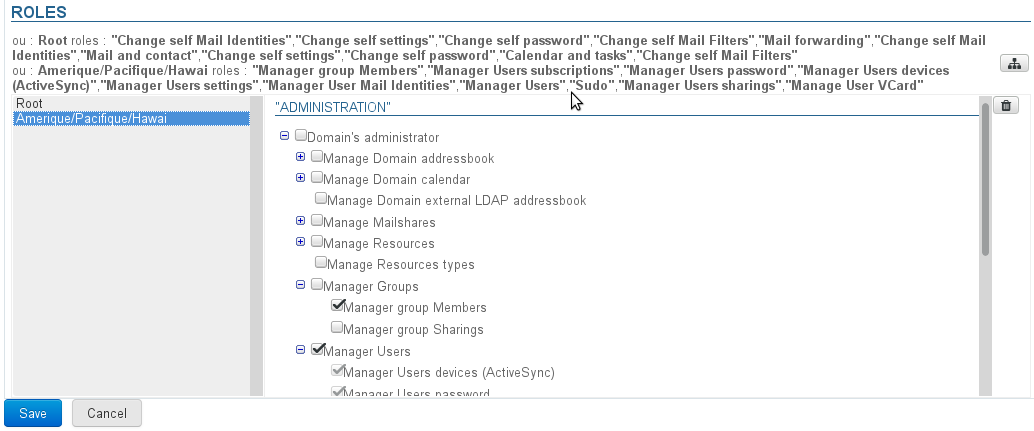 ROLES
ou : Root roles : "Change self Mail Identities","Change self settings","Change self password","Change self Mail Filters","Mail forwarding","Change self Mail
Identities","Mail and contact","Change self settings","Change self password","Calendar and tasks","Change self Mail Filters"
ou : Amerique/Pacifique/Hawai roles : "Manager group Members","Manager Users subscriptions","Manager Users password","Manager Users devices
(ActiveSync)","Manager Users settings","Manager User Mail Identities","Manager Users","Sudo","Manager Users sharings","Manage User VCard"
Root
Amerique/Pacifique/Hawai
"ADMINISTRATION"
Domain's administrator
Manage Domain addressbook
Manage Domain calendar
Manage Domain external LDAP addressbook
Manage Mailshares
Manage Resources
Manage Resources types
Manager Groups
Manager group Members
Manager group Sharings
Manager Users
Manager Users devices (ActiveSync)
Manager Users password
Save
Cancel